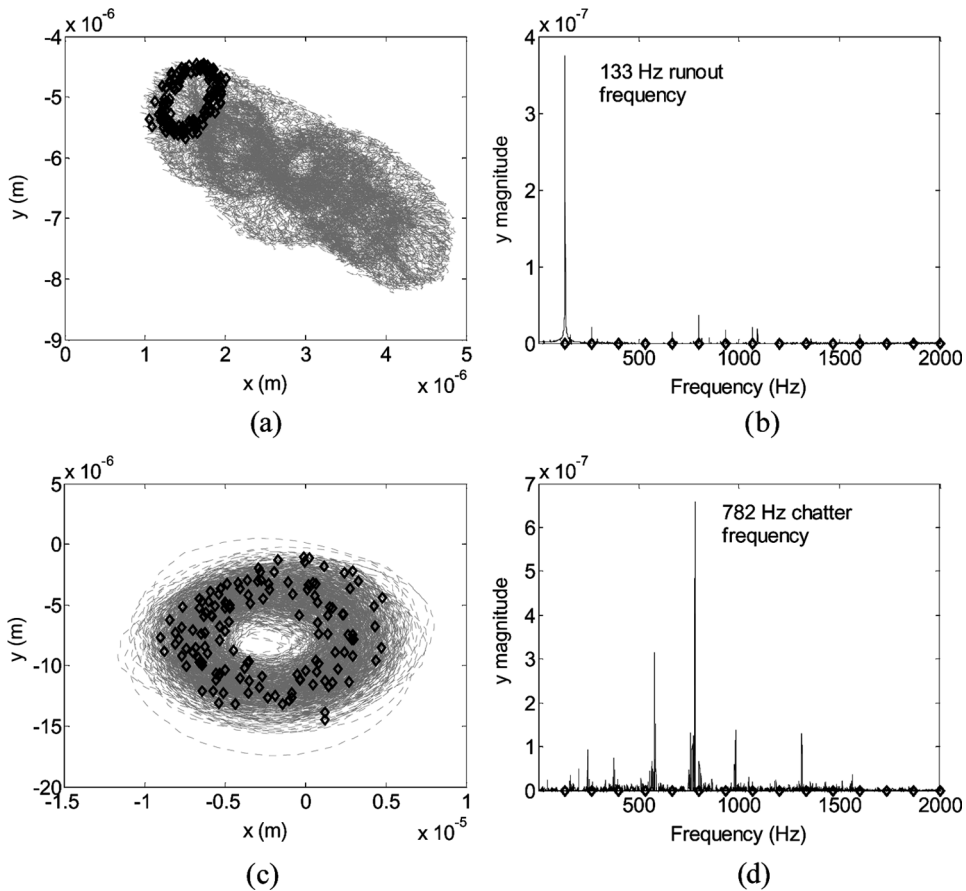 x 10⁻⁶
-4
-5
-6
-7
-8
-9
y (m)
0
1
2
3
4
5
x (m)
x 10⁻⁶
(a)
x 10⁻⁷
4
3
2
1
0
y magnitude
133 Hz runout
frequency
500
1000
1500
2000
Frequency (Hz)
(b)
x 10⁻⁶
5
0
-5
-10
-15
-20
y (m)
-1.5
-1
-0.5
0
0.5
1
x (m)
x 10⁻⁵
(c)
x 10⁻⁷
7
6
5
4
3
2
1
0
y magnitude
782 Hz chatter
frequency
500
1000
1500
2000
Frequency (Hz)
(d)